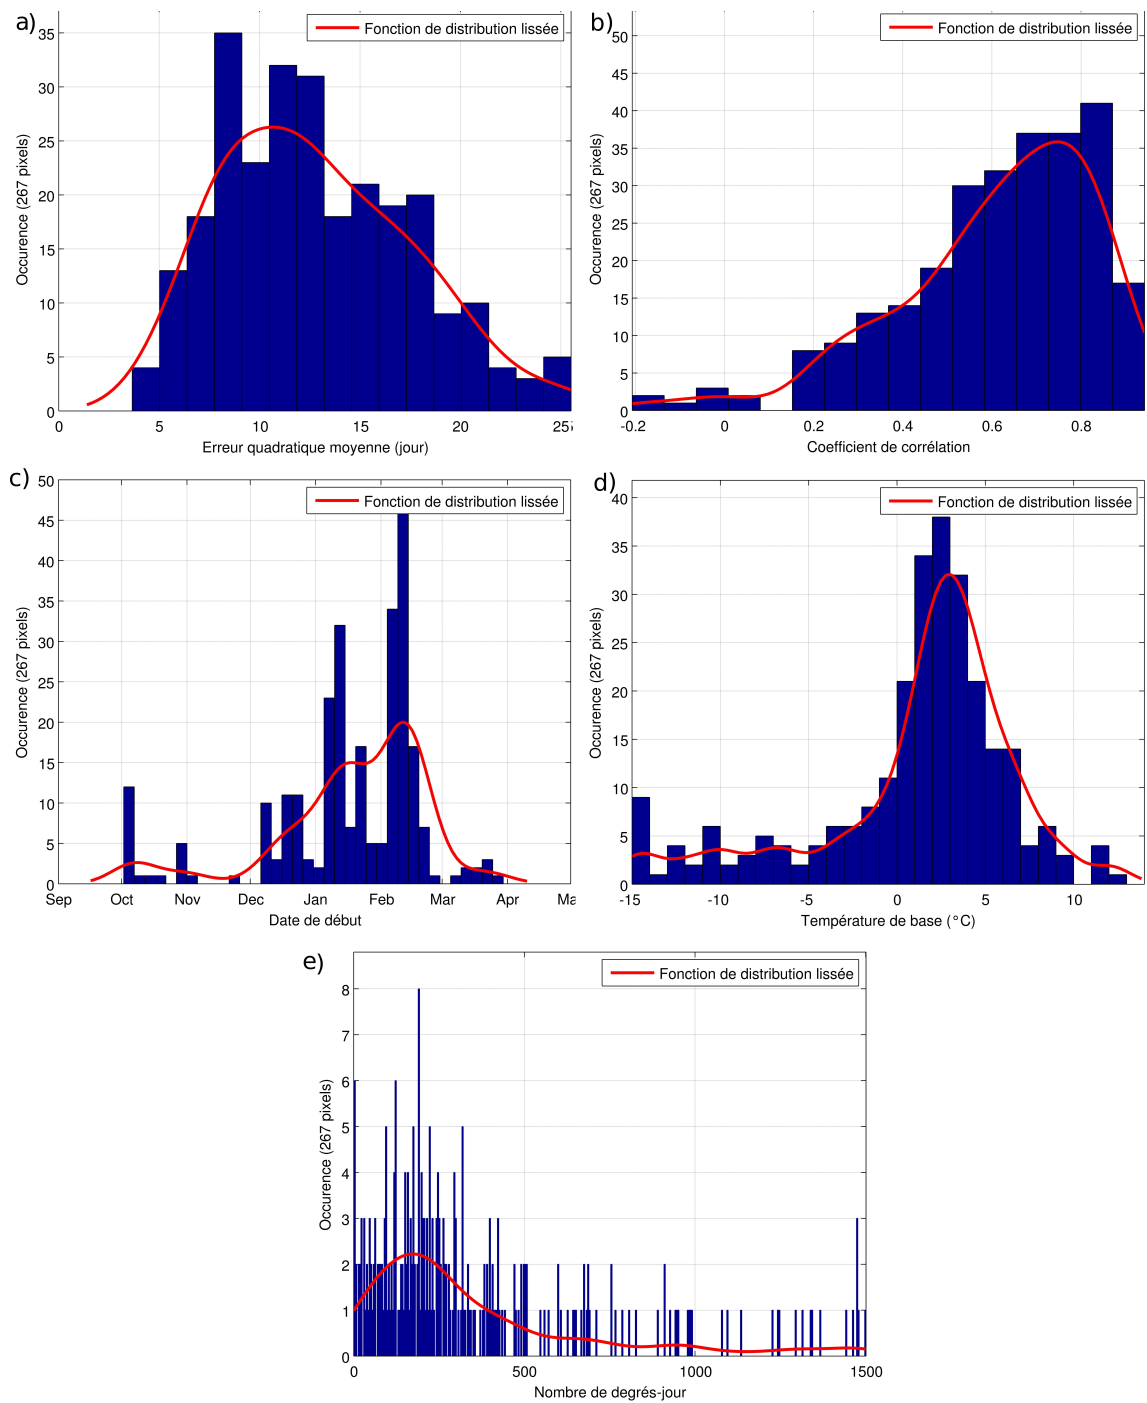 a)
Fonction de distribution lissée
35
30
25
20
15
10
5
0
Occurence (267 pixels)
0 5 10 15 20 25
Erreur quadratique moyenne (jour)
b)
Fonction de distribution lissée
50
45
40
35
30
25
20
15
10
5
0
Occurence (267 pixels)
-0.2 0 0.2 0.4 0.6 0.8
Coefficient de corrélation
c)
Fonction de distribution lissée
50
45
40
35
30
25
20
15
10
5
0
Occurence (267 pixels)
Sep Oct Nov Dec Jan Feb Mar Apr
Date de début
d)
Fonction de distribution lissée
40
35
30
25
20
15
10
5
0
Occurence (267 pixels)
-15 -10 -5 0 5 10
Température de base (°C)
e)
Fonction de distribution lissée
8
7
6
5
4
3
2
1
0
Occurence (267 pixels)
0 500 1000 1500
Nombre de degrés-jour